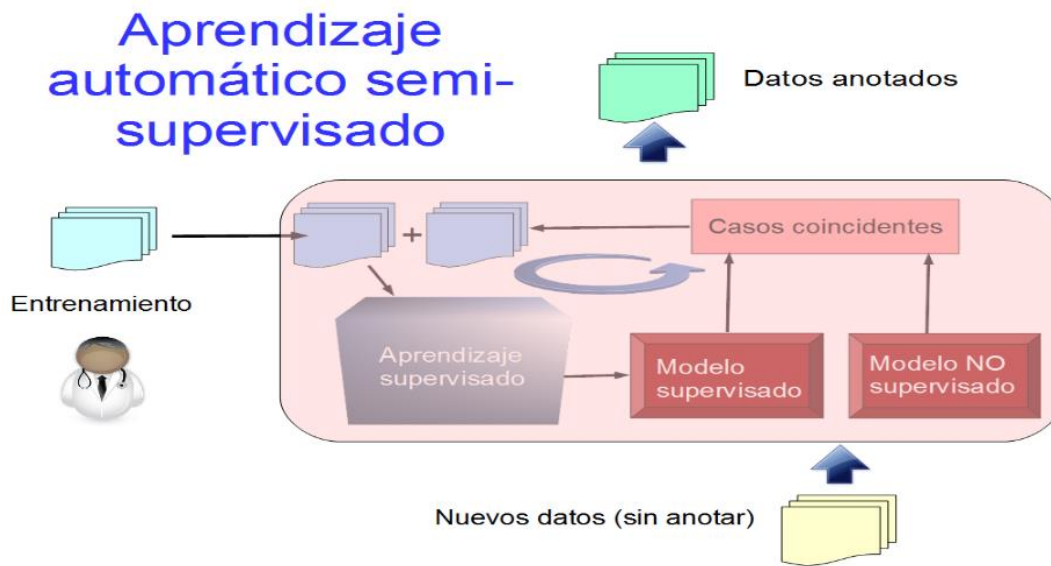 Aprendizaje
automático semi-
supervisado
Datos anotados
Entrenamiento
+
Casos coincidentes
Aprendizaje
supervisado
Modelo
supervisado
Modelo NO
supervisado
Nuevos datos (sin anotar)